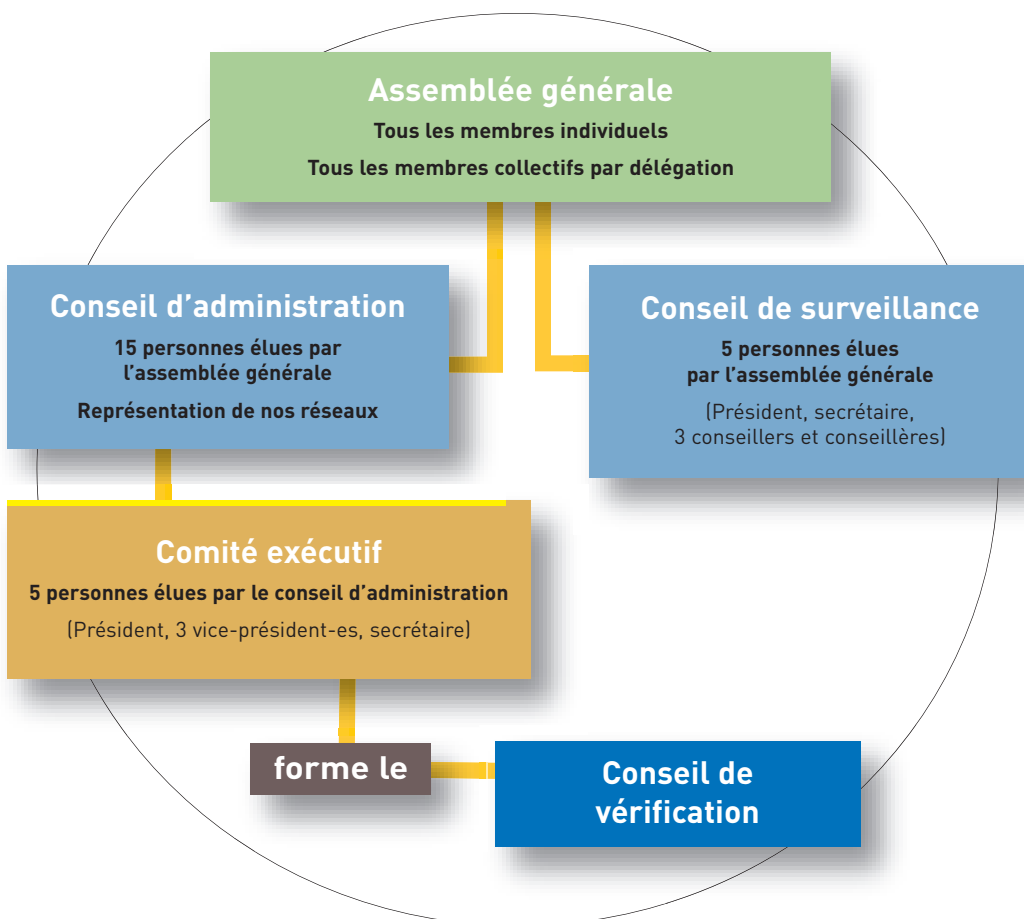 Assemblée générale
Tous les membres individuels
Tous les membres collectifs par délégation
Conseil d’administration
15 personnes élues par
l’assemblée générale
Représentation de nos réseaux
Conseil de surveillance
5 personnes élues
par l’assemblée générale
(Président, secrétaire,
3 conseillers et conseillères)
Comité exécutif
5 personnes élues par le conseil d’administration
(Président, 3 vice-président-es, secrétaire)
forme le
Conseil de
vérification